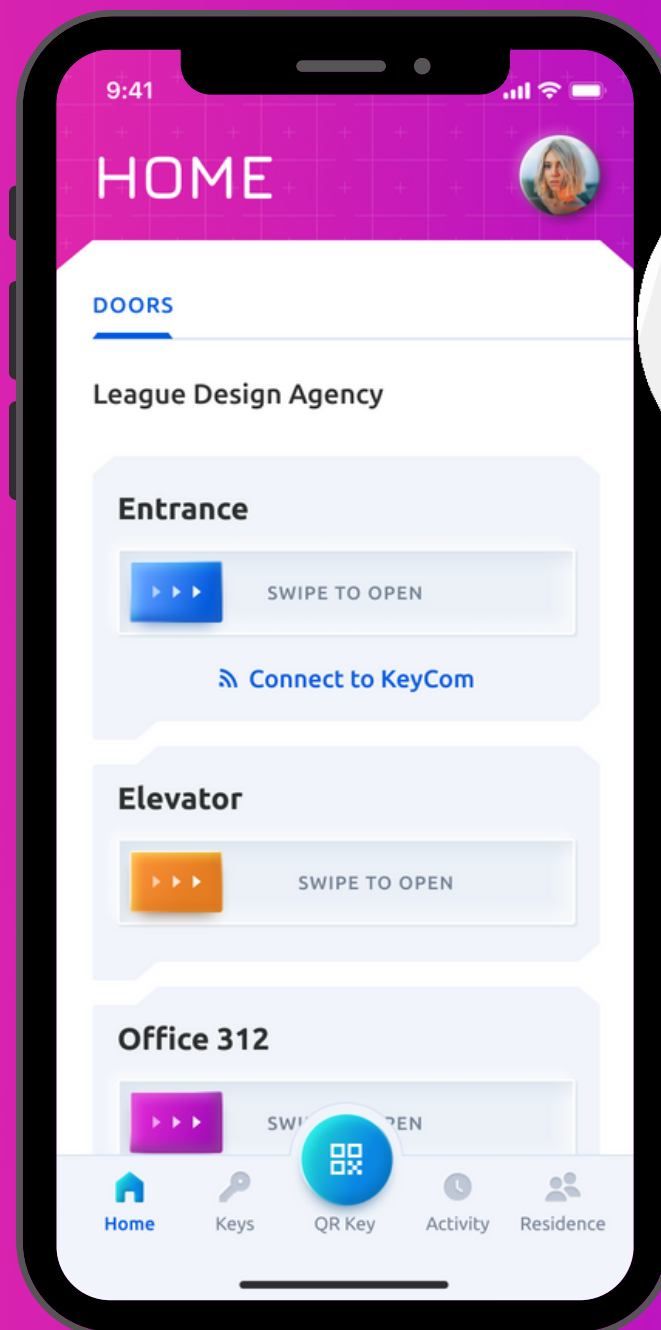 9:41
HOME
DOORS
League Design Agency
Entrance
SWIPE TO OPEN
Connect to KeyCom
Elevator
SWIPE TO OPEN
Office 312
Home
Keys
QR Key
Activity
Residence